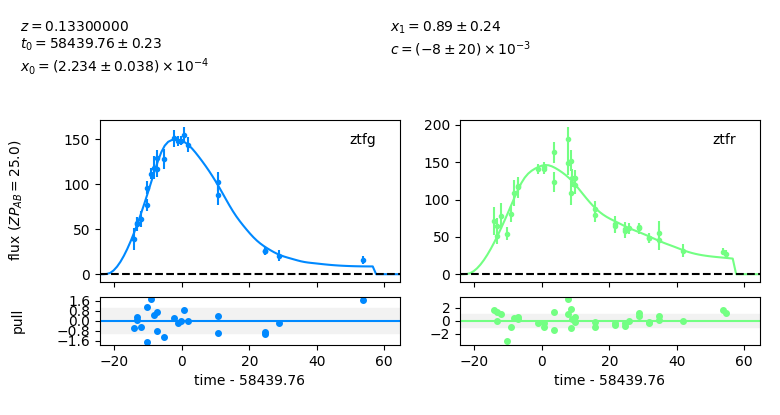 z = 0.13300000
t₀ = 58439.76 ± 0.23
x₀ = (2.234 ± 0.038) × 10⁻⁴
x₁ = 0.89 ± 0.24
c = (−8 ± 20) × 10⁻³
flux (ZP_AB = 25.0)
150
100
50
0
ztfg
200
150
100
50
0
ztfr
pull
1.6
0.8
0.0
−0.8
−1.6
−20 0 20 40 60
time - 58439.76
2
0
−2
−20 0 20 40 60
time - 58439.76